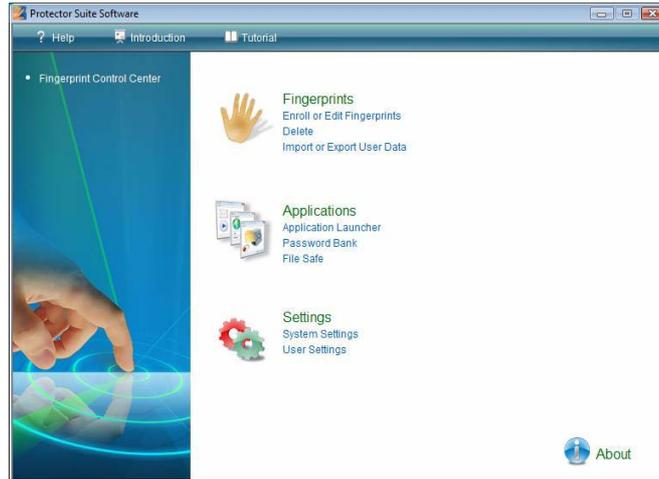 Protector Suite Software
? Help Introduction Tutorial
• Fingerprint Control Center
Fingerprints
Enroll or Edit Fingerprints
Delete
Import or Export User Data
Applications
Application Launcher
Password Bank
File Safe
Settings
System Settings
User Settings
About